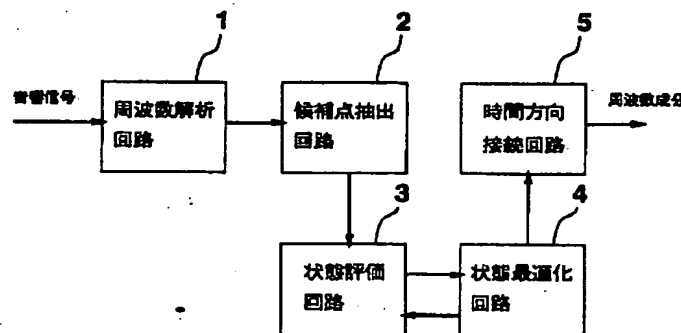 1
2
5
音響信号
周波数解析
回路
候補点抽出
回路
時間方向
接続回路
周波数成分
3
4
状態評価
回路
状態最適化
回路